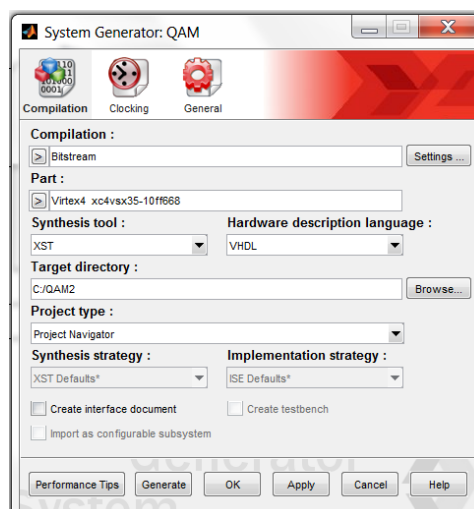 System Generator: QAM
Compilation Clocking General
Compilation :
> Bitstream Settings ...
Part :
> Virtex4 xc4vsx35-10ff668
Synthesis tool : Hardware description language :
XST VHDL
Target directory :
C:/QAM2 Browse...
Project type :
Project Navigator
Synthesis strategy : Implementation strategy :
XST Defaults* ISE Defaults*
Create interface document Create testbench
Import as configurable subsystem
Generator
System
Performance Tips Generate OK Apply Cancel Help